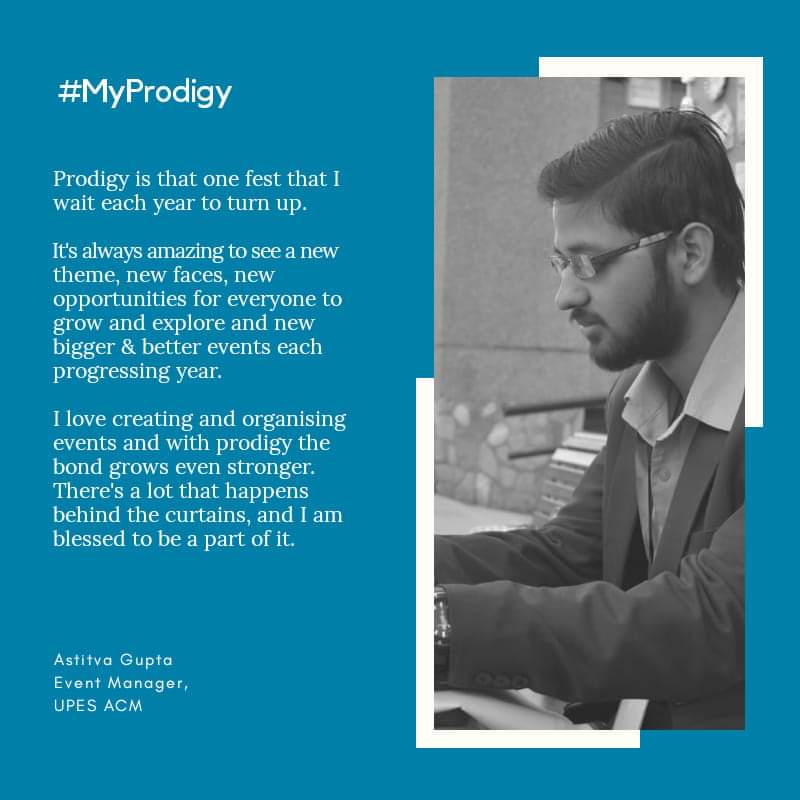 #MyProdigy
Prodigy is that one fest that I
wait each year to turn up.
It's always amazing to see a new
theme, new faces, new
opportunities for everyone to
grow and explore and new
bigger & better events each
progressing year.
I love creating and organising
events and with prodigy the
bond grows even stronger.
There's a lot that happens
behind the curtains, and I am
blessed to be a part of it.
Astitva Gupta
Event Manager,
UPES ACM